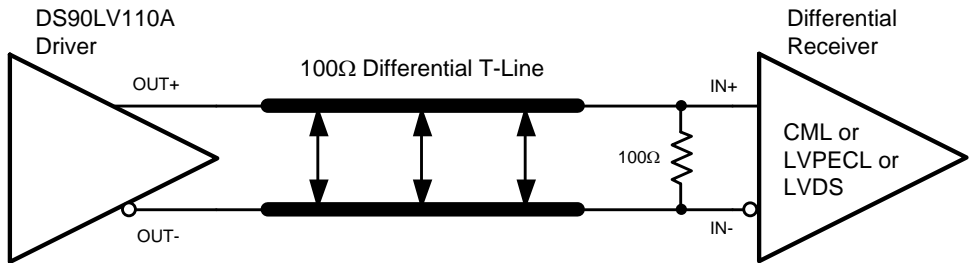 DS90LV110A
Driver
Differential
Receiver
100Ω Differential T-Line
OUT+
IN+
100Ω
CML or
LVPECL or
LVDS
OUT-
IN-